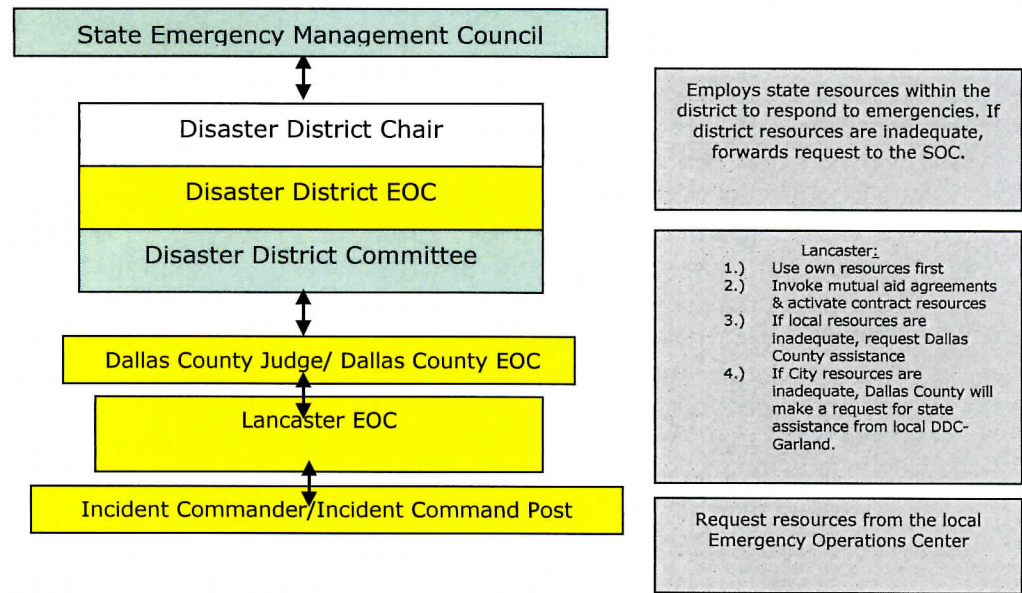 State Emergency Management Council
Disaster District Chair
Disaster District EOC
Disaster District Committee
Dallas County Judge/ Dallas County EOC
Lancaster EOC
Incident Commander/Incident Command Post
Employs state resources within the
district to respond to emergencies. If
district resources are inadequate,
forwards request to the SOC.
Lancaster:
1.) Use own resources first
2.) Invoke mutual aid agreements
& activate contract resources
3.) If local resources are
inadequate, request Dallas
County assistance
4.) If City resources are
inadequate, Dallas County will
make a request for state
assistance from local DDC-
Garland.
Request resources from the local
Emergency Operations Center